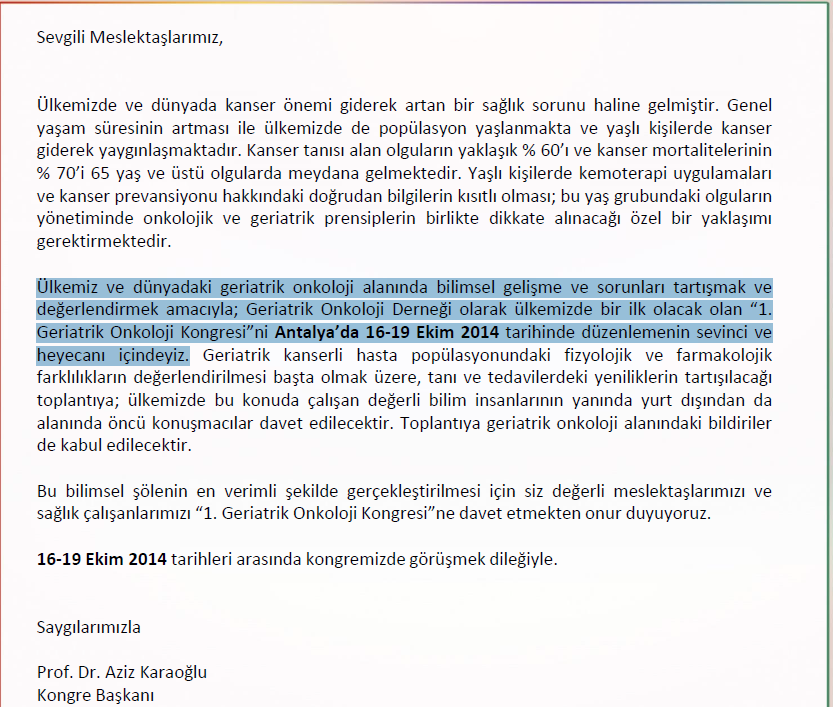 Sevgili Meslektaşlarımız,
Ülkemizde ve dünyada kanser önemi giderek artan bir sağlık sorunu haline gelmiştir. Genel
yaşam süresinin artması ile ülkemizde de popülasyon yaşlanmakta ve yaşlı kişilerde kanser
giderek yaygınlaşmaktadır. Kanser tanısı alan olguların yaklaşık % 60’ı ve kanser mortalitelerinin
% 70’i 65 yaş ve üstü olgularda meydana gelmektedir. Yaşlı kişilerde kemoterapi uygulamaları
ve kanser prevansiyonu hakkındaki doğrudan bilgilerin kısıtlı olması; bu yaş grubundaki olguların
yönetiminde onkolojik ve geriatrik prensiplerin birlikte dikkate alınacağı özel bir yaklaşımı
gerektirmektedir.
Ülkemiz ve dünyadaki geriatrik onkoloji alanında bilimsel gelişme ve sorunları tartışmak ve
değerlendirmek amacıyla; Geriatrik Onkoloji Derneği olarak ülkemizde bir ilk olacak olan “1.
Geriatrik Onkoloji Kongresi”ni Antalya’da 16-19 Ekim 2014 tarihinde düzenlemenin sevinci ve
heyecanı içindeyiz. Geriatrik kanserli hasta popülasyonundaki fizyolojik ve farmakolojik
farklılıkların değerlendirilmesi başta olmak üzere, tanı ve tedavilerdeki yeniliklerin tartışılacağı
toplantıya; ülkemizde bu konuda çalışan değerli bilim insanlarının yanında yurt dışından da
alanında öncü konuşmacılar davet edilecektir. Toplantıya geriatrik onkoloji alanındaki bildiriler
de kabul edilecektir.
Bu bilimsel şölenin en verimli şekilde gerçekleştirilmesi için siz değerli meslektaşlarımızı ve
sağlık çalışanlarımızı “1. Geriatrik Onkoloji Kongresi”ne davet etmekten onur duyuyoruz.
16-19 Ekim 2014 tarihleri arasında kongremizde görüşmek dileğiyle.
Saygılarımızla
Prof. Dr. Aziz Karaoğlu
Kongre Başkanı